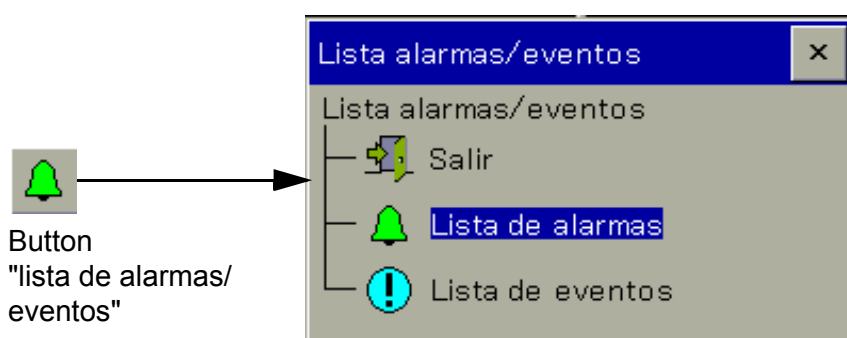 Lista alarmas/eventos
Lista alarmas/eventos
Salir
Lista de alarmas
Lista de eventos
Button
"lista de alarmas/
eventos"